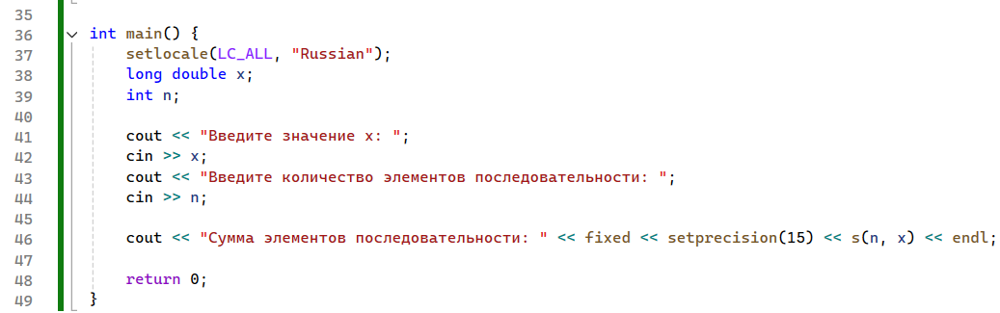 35
36 int main() {
37 setlocale(LC_ALL, "Russian");
38 long double x;
39 int n;
40
41 cout << "Введите значение x: ";
42 cin >> x;
43 cout << "Введите количество элементов последовательности: ";
44 cin >> n;
45
46 cout << "Сумма элементов последовательности: " << fixed << setprecision(15) << s(n, x) << endl;
47
48 return 0;
49 }